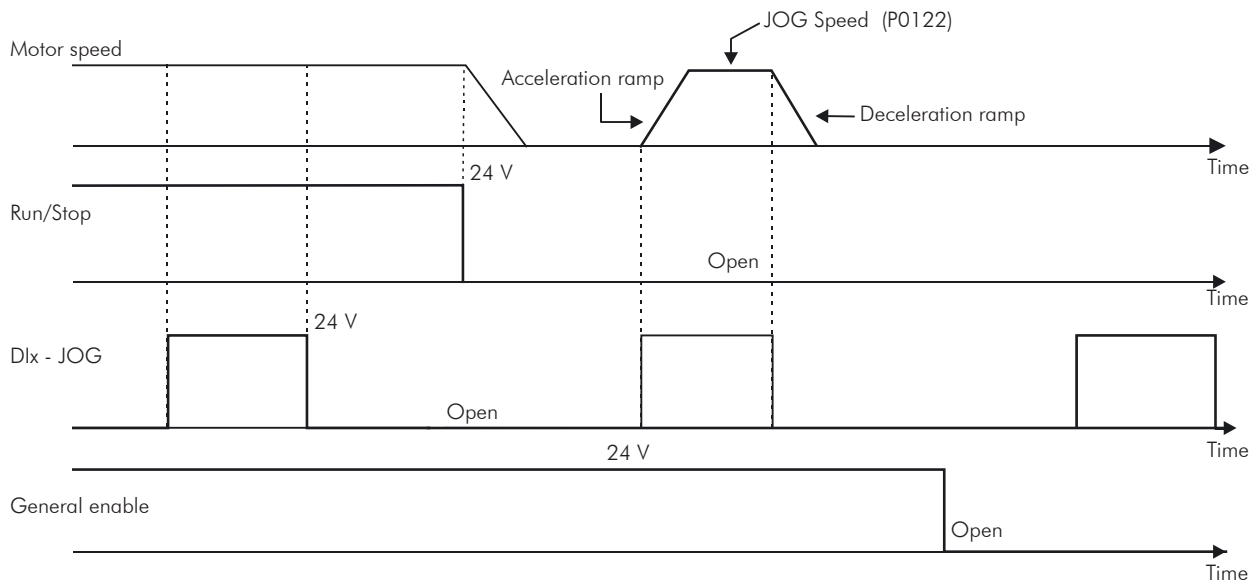 JOG Speed (P0122)
Motor speed
Acceleration ramp
Deceleration ramp
Time
24 V
Run/Stop
Open
Time
24 V
DIx - JOG
Open
Time
24 V
General enable
Open
Time